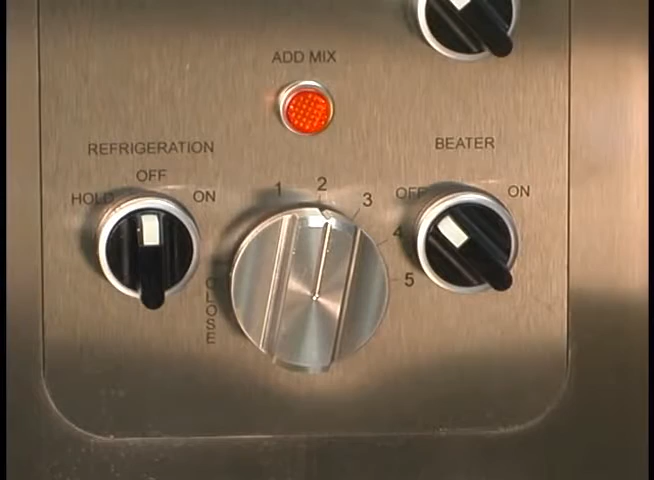 ADD MIX
REFRIGERATION
OFF
HOLD
ON
BEATER
OFF
ON
1
2
3
4
5
CLOSE